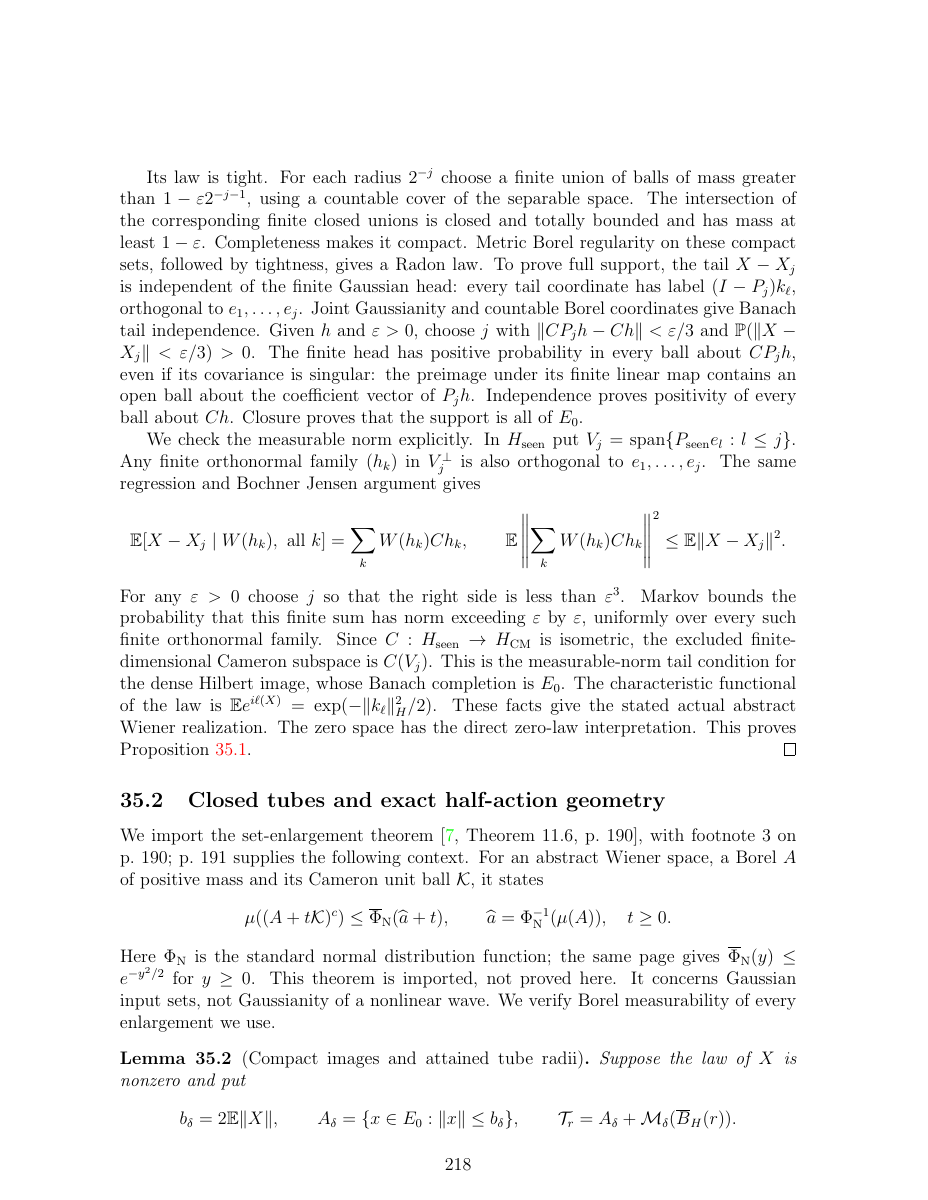 Its law is tight. For each radius 2^{−j} choose a finite union of balls of mass greater
than 1 − ε2^{−j−1}, using a countable cover of the separable space. The intersection of
the corresponding finite closed unions is closed and totally bounded and has mass at
least 1 − ε. Completeness makes it compact. Metric Borel regularity on these compact
sets, followed by tightness, gives a Radon law. To prove full support, the tail X − X_j
is independent of the finite Gaussian head: every tail coordinate has label (I − P_j)k_ℓ,
orthogonal to e_1, . . . , e_j. Joint Gaussianity and countable Borel coordinates give Banach
tail independence. Given h and ε > 0, choose j with ‖CP_jh − Ch‖ < ε/3 and ℙ(‖X −
X_j‖ < ε/3) > 0. The finite head has positive probability in every ball about CP_jh,
even if its covariance is singular: the preimage under its finite linear map contains an
open ball about the coefficient vector of P_jh. Independence proves positivity of every
ball about Ch. Closure proves that the support is all of E_0.
We check the measurable norm explicitly. In H_seen put V_j = span{P_seen e_l : l ≤ j}.
Any finite orthonormal family (h_k) in V_j^⊥ is also orthogonal to e_1, . . . , e_j. The same
regression and Bochner Jensen argument gives
𝔼[X − X_j | W(h_k), all k] = ∑_k W(h_k)Ch_k, 𝔼‖∑_k W(h_k)Ch_k‖^2 ≤ 𝔼‖X − X_j‖^2.
For any ε > 0 choose j so that the right side is less than ε^3. Markov bounds the
probability that this finite sum has norm exceeding ε by ε, uniformly over every such
finite orthonormal family. Since C : H_seen → H_CM is isometric, the excluded finite-
dimensional Cameron subspace is C(V_j). This is the measurable-norm tail condition for
the dense Hilbert image, whose Banach completion is E_0. The characteristic functional
of the law is 𝔼e^{iℓ(X)} = exp(−‖k_ℓ‖_H^2/2). These facts give the stated actual abstract
Wiener realization. The zero space has the direct zero-law interpretation. This proves
Proposition 35.1. □
35.2 Closed tubes and exact half-action geometry
We import the set-enlargement theorem [7, Theorem 11.6, p. 190], with footnote 3 on
p. 190; p. 191 supplies the following context. For an abstract Wiener space, a Borel A
of positive mass and its Cameron unit ball 𝒦, it states
μ((A + t𝒦)^c) ≤ Φ̅_N(â + t), â = Φ_N^{−1}(μ(A)), t ≥ 0.
Here Φ_N is the standard normal distribution function; the same page gives Φ̅_N(y) ≤
e^{−y^2/2} for y ≥ 0. This theorem is imported, not proved here. It concerns Gaussian
input sets, not Gaussianity of a nonlinear wave. We verify Borel measurability of every
enlargement we use.
Lemma 35.2 (Compact images and attained tube radii). Suppose the law of X is
nonzero and put
b_δ = 2𝔼‖X‖, A_δ = {x ∈ E_0 : ‖x‖ ≤ b_δ}, 𝒯_r = A_δ + ℳ_δ(B̅_H(r)).
218